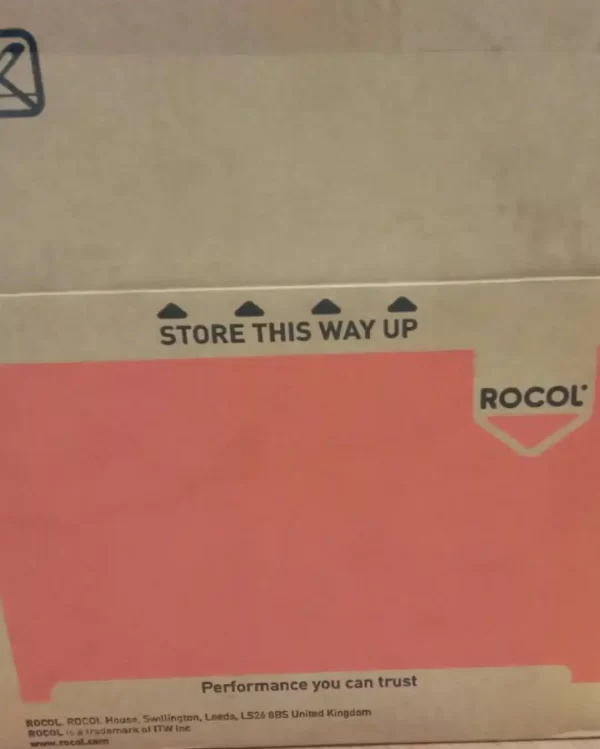 STORE THIS WAY UP
ROCOL®
Performance you can trust
ROCOL, ROCOL House, Swillington, Leeds, LS26 8BS United Kingdom
ROCOL is a trademark of ITW Inc
www.rocol.com